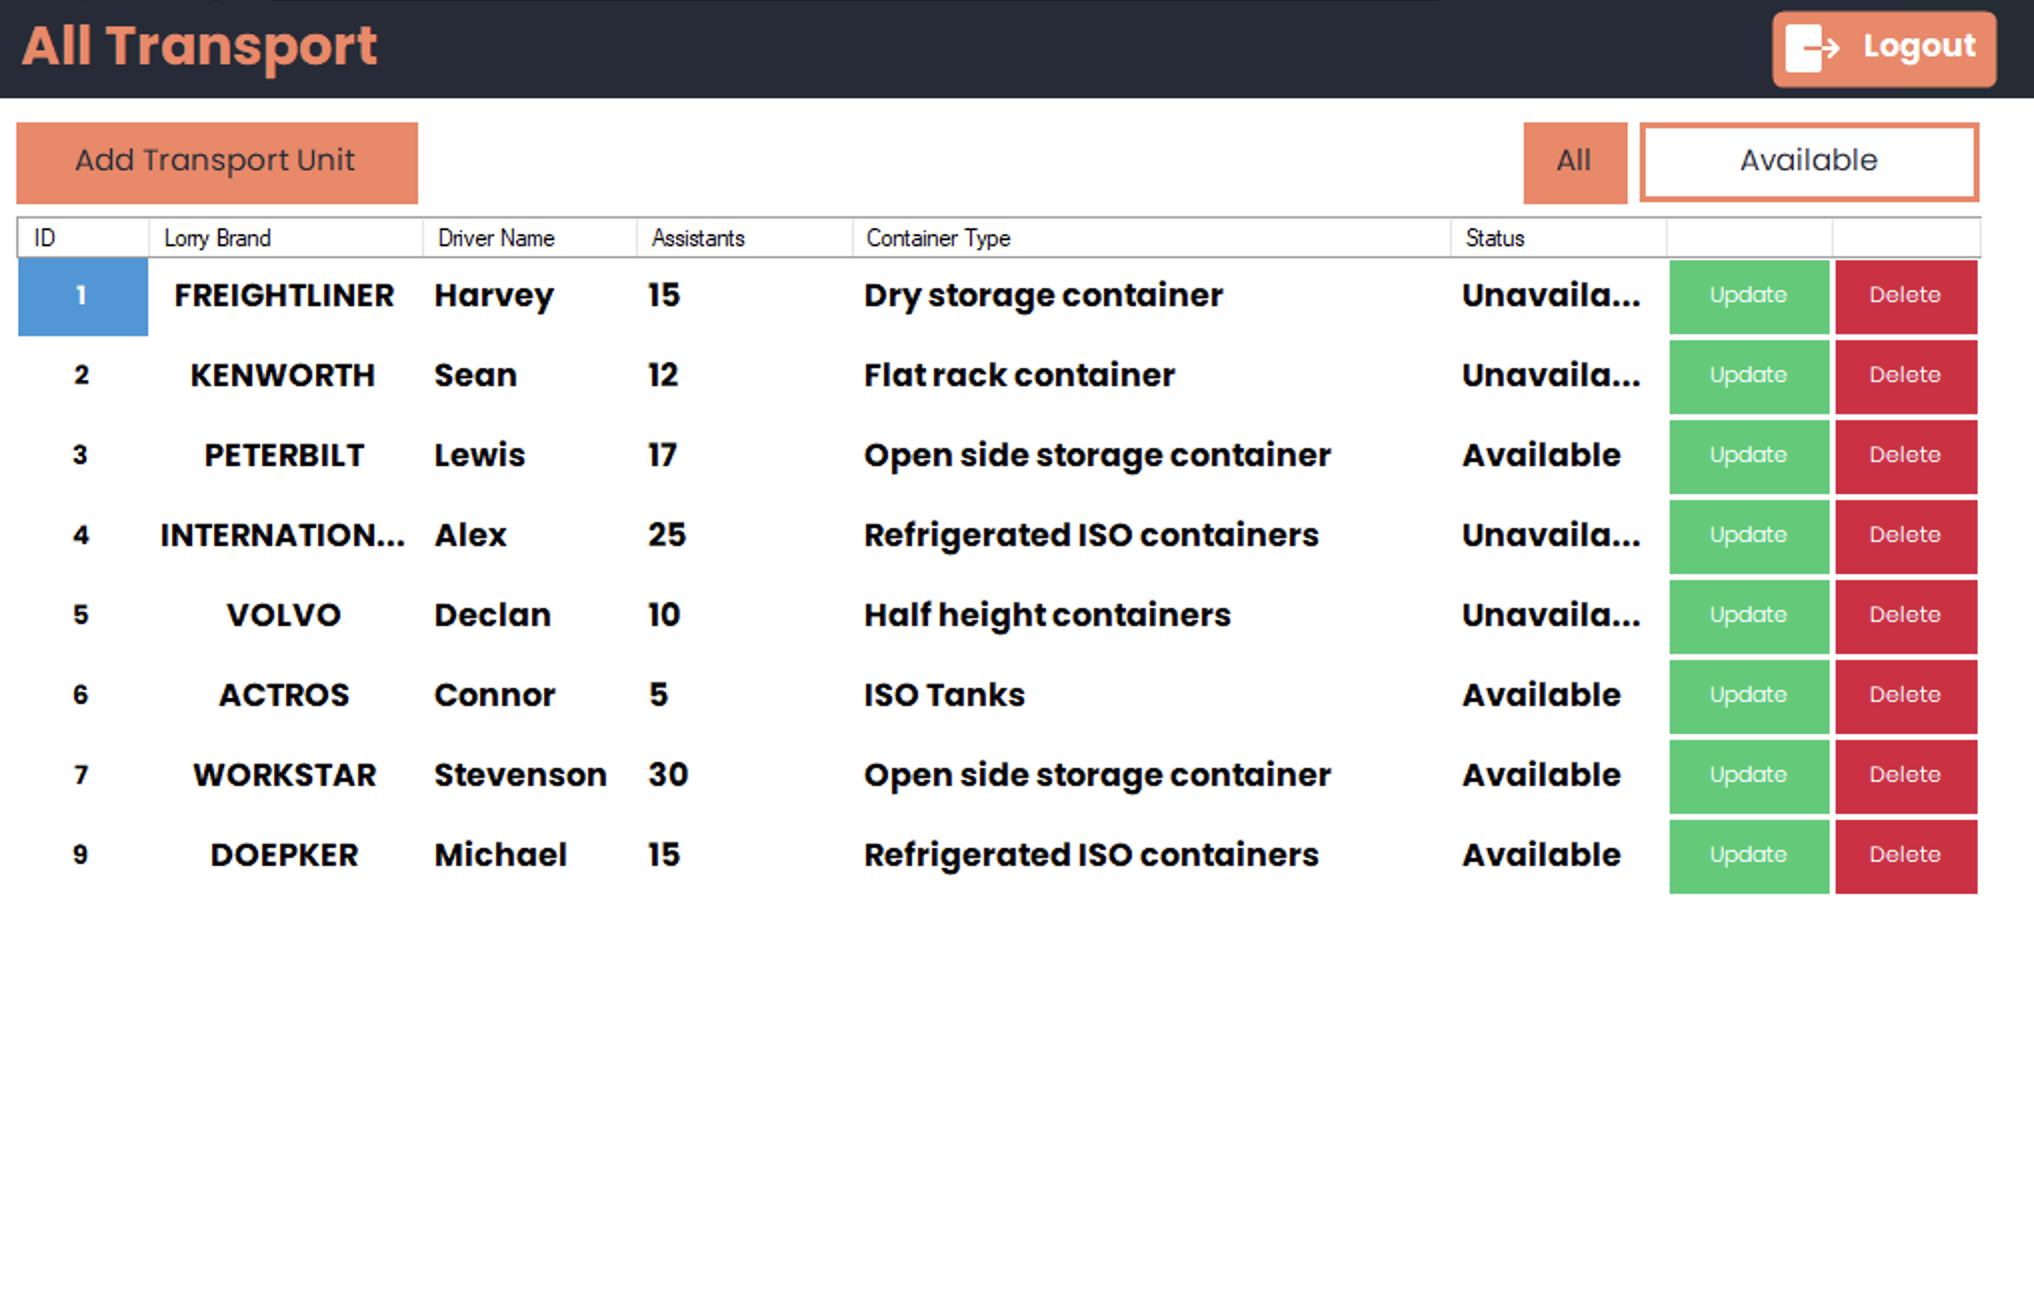 All Transport
Logout
Add Transport Unit
All Available
ID Lorry Brand Driver Name Assistants Container Type Status
1 FREIGHTLINER Harvey 15 Dry storage container Unavaila... Update Delete
2 KENWORTH Sean 12 Flat rack container Unavaila... Update Delete
3 PETERBILT Lewis 17 Open side storage container Available Update Delete
4 INTERNATION... Alex 25 Refrigerated ISO containers Unavaila... Update Delete
5 VOLVO Declan 10 Half height containers Unavaila... Update Delete
6 ACTROS Connor 5 ISO Tanks Available Update Delete
7 WORKSTAR Stevenson 30 Open side storage container Available Update Delete
9 DOEPKER Michael 15 Refrigerated ISO containers Available Update Delete